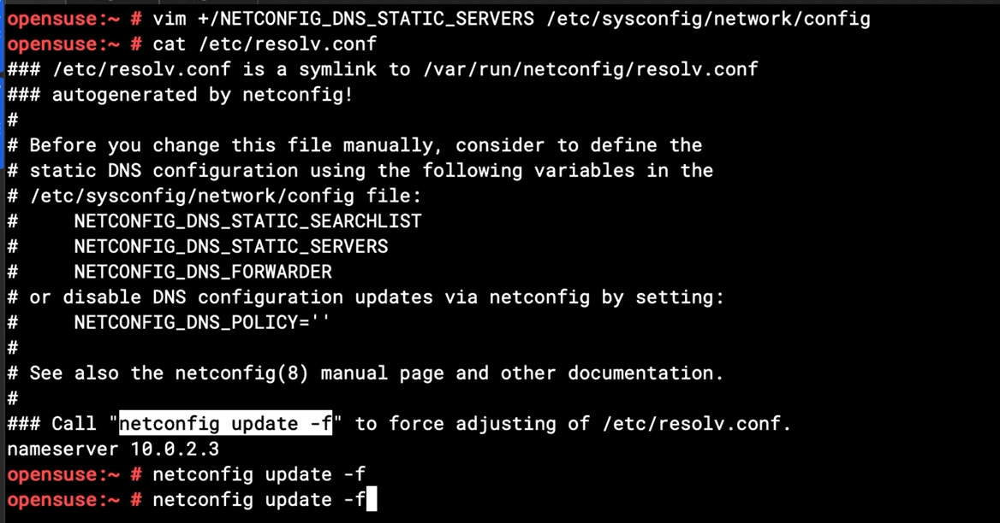 opensuse:~ # vim +/NETCONFIG_DNS_STATIC_SERVERS /etc/sysconfig/network/config
opensuse:~ # cat /etc/resolv.conf
### /etc/resolv.conf is a symlink to /var/run/netconfig/resolv.conf
### autogenerated by netconfig!
#
# Before you change this file manually, consider to define the
# static DNS configuration using the following variables in the
# /etc/sysconfig/network/config file:
#     NETCONFIG_DNS_STATIC_SEARCHLIST
#     NETCONFIG_DNS_STATIC_SERVERS
#     NETCONFIG_DNS_FORWARDER
# or disable DNS configuration updates via netconfig by setting:
#     NETCONFIG_DNS_POLICY=''
#
# See also the netconfig(8) manual page and other documentation.
#
### Call "netconfig update -f" to force adjusting of /etc/resolv.conf.
nameserver 10.0.2.3
opensuse:~ # netconfig update -f
opensuse:~ # netconfig update -f